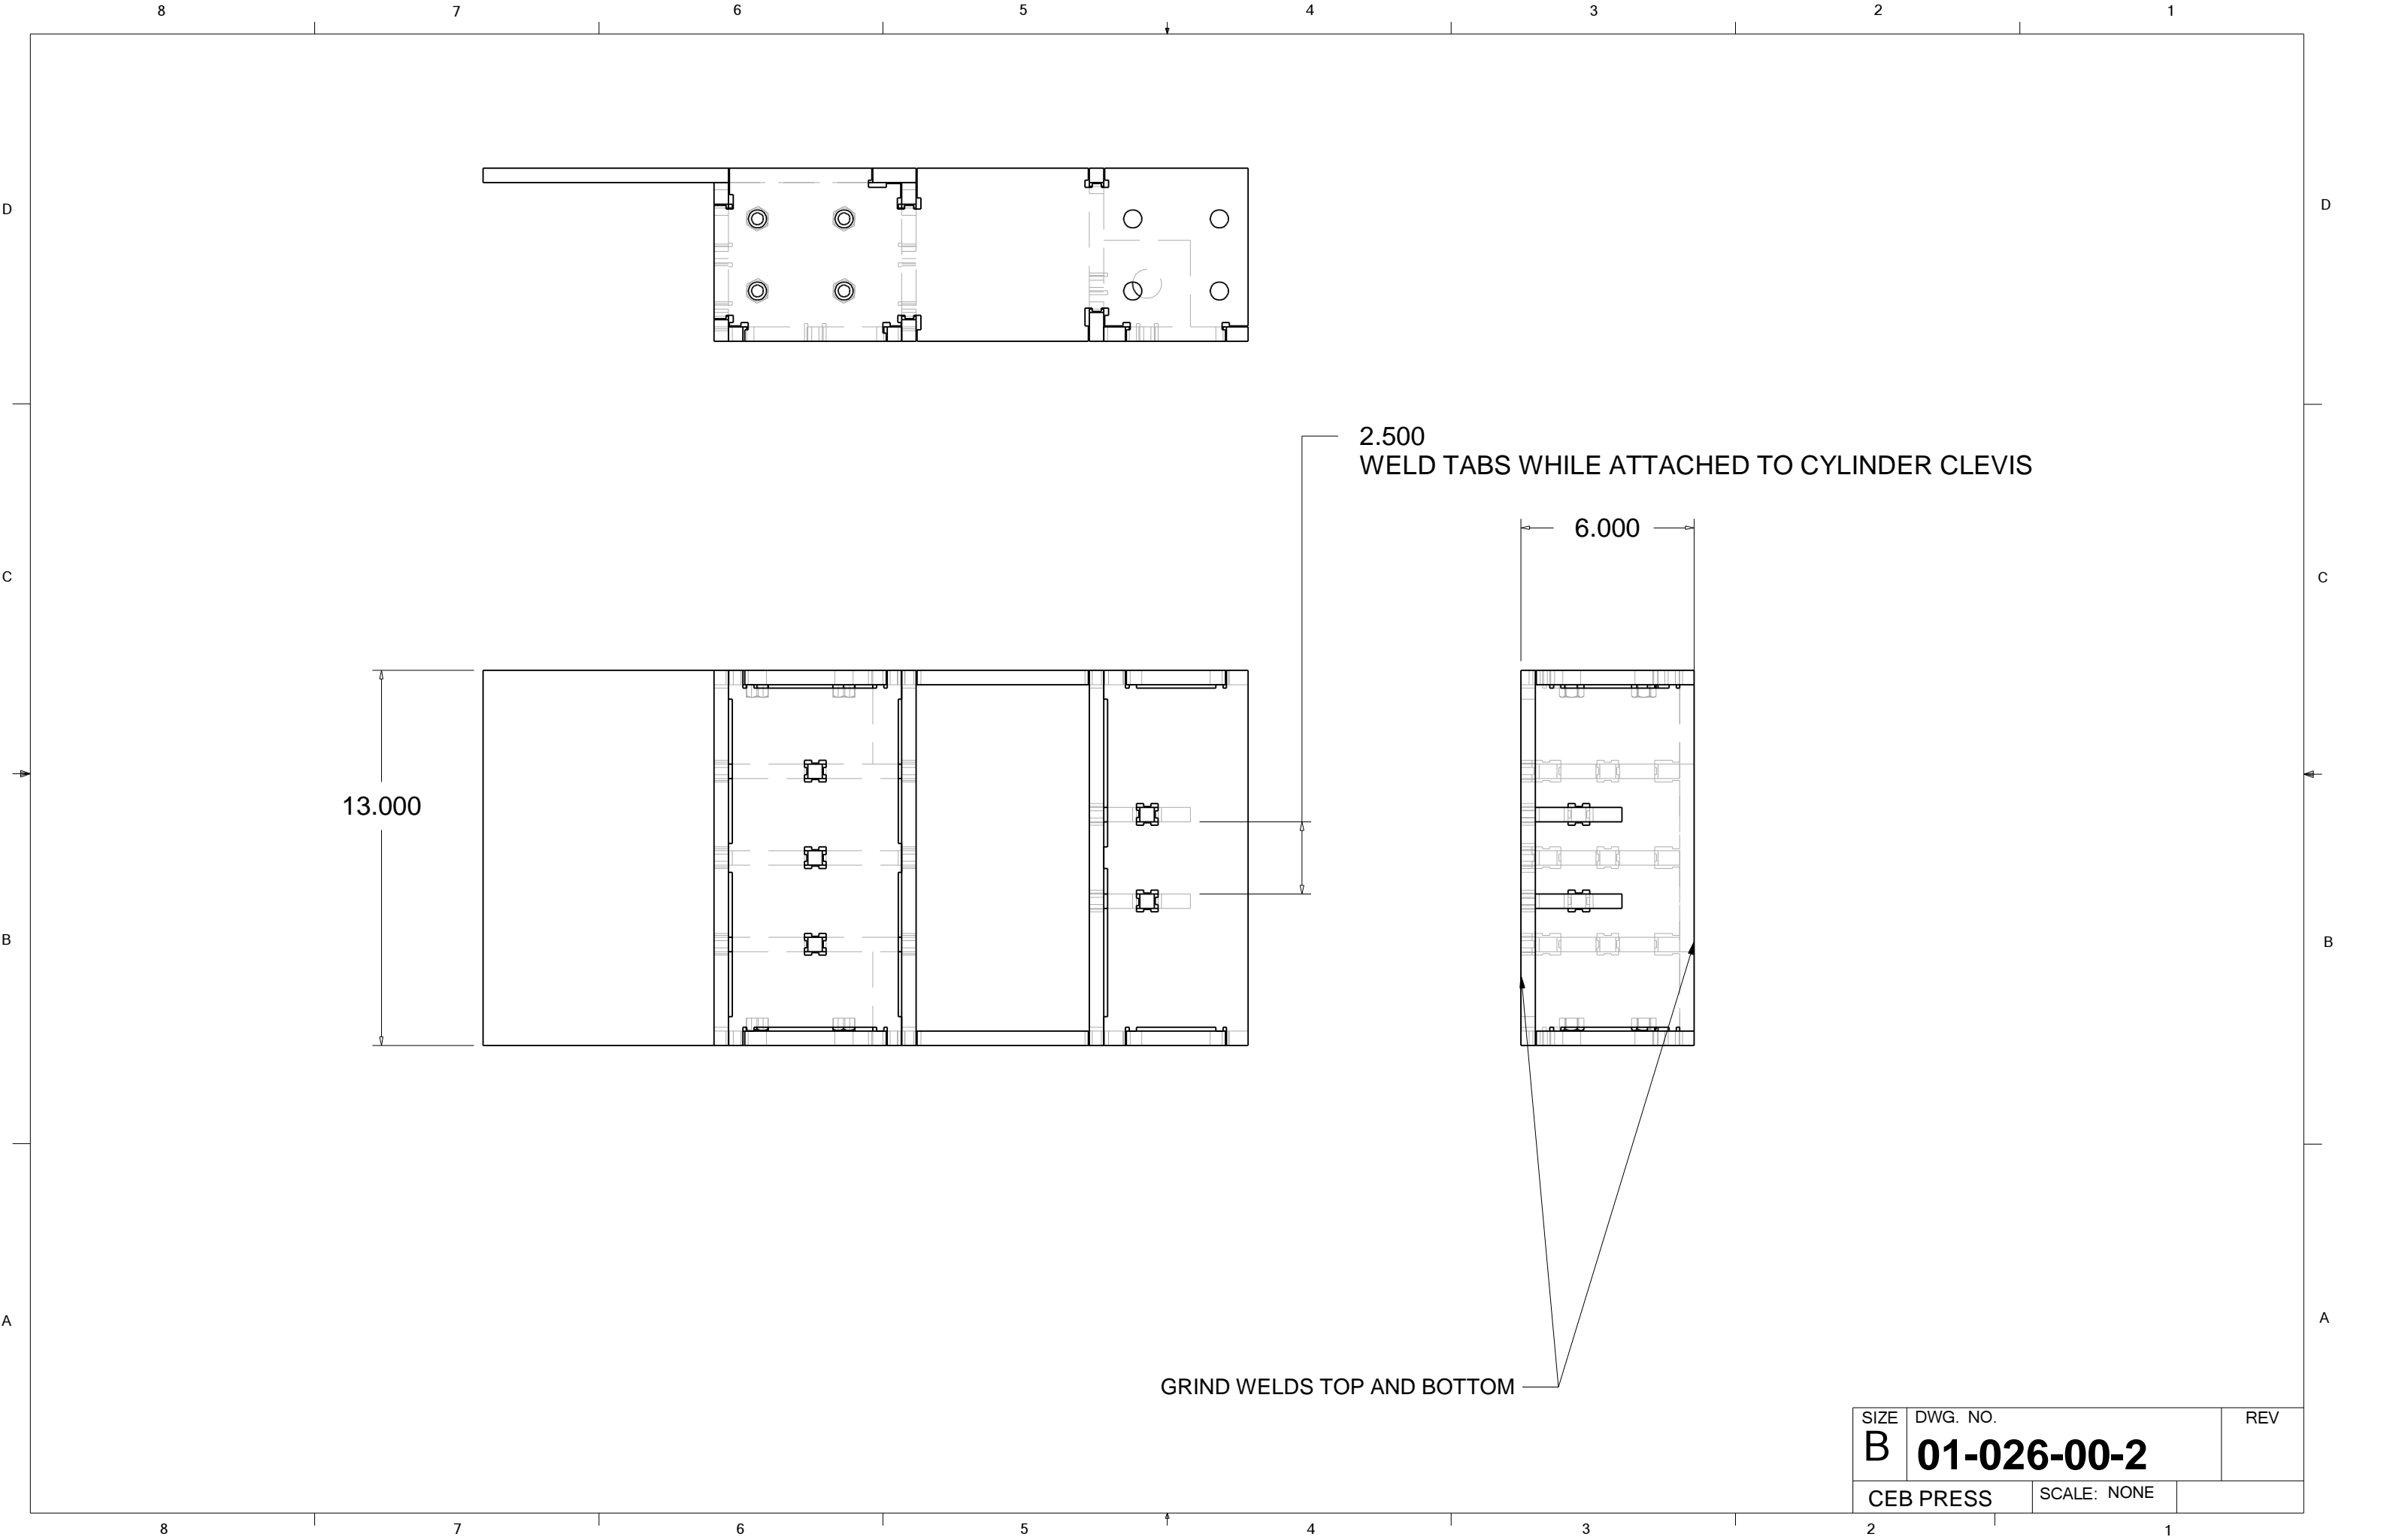 8 7 6 5 4 3 2 1
D D
2.500
WELD TABS WHILE ATTACHED TO CYLINDER CLEVIS
6.000
C C
13.000
B B
A A
GRIND WELDS TOP AND BOTTOM
SIZE DWG. NO. REV
B 01-026-00-2
CEB PRESS SCALE: NONE
8 7 6 5 4 3 2 1